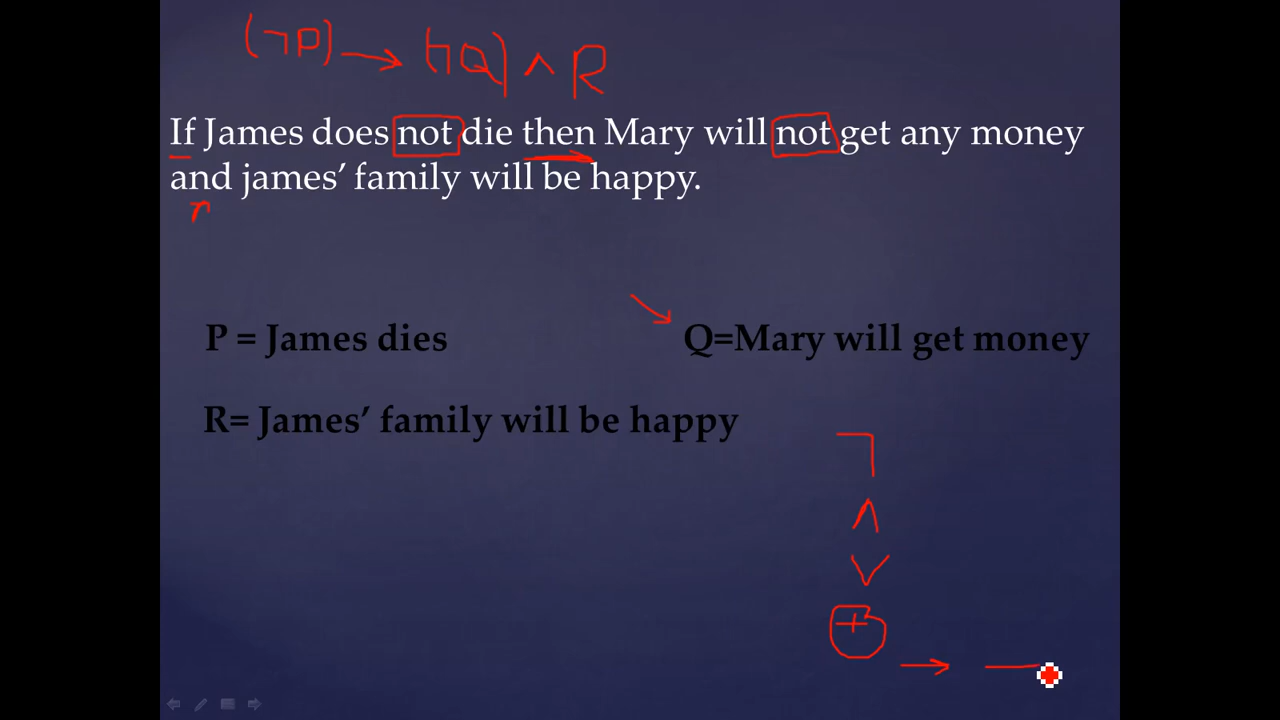 (¬P) → (¬Q) ∧ R
If James does not die then Mary will not get any money
and james’ family will be happy.
P = James dies
Q=Mary will get money
R= James’ family will be happy
¬
∧
∨
⊕
→